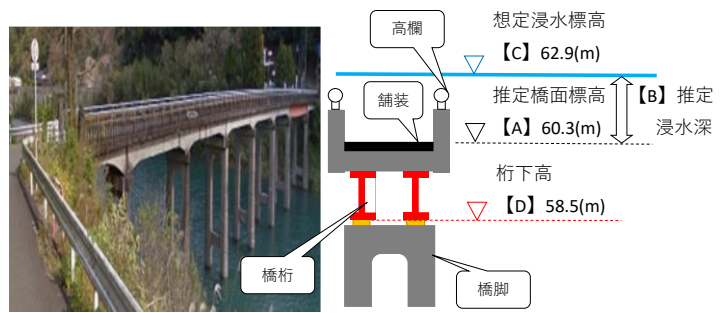 想定浸水標高
【C】62.9(m)
高欄
舗装
推定橋面標高
【A】60.3(m)
【B】推定
浸水深
桁下高
【D】58.5(m)
橋桁
橋脚